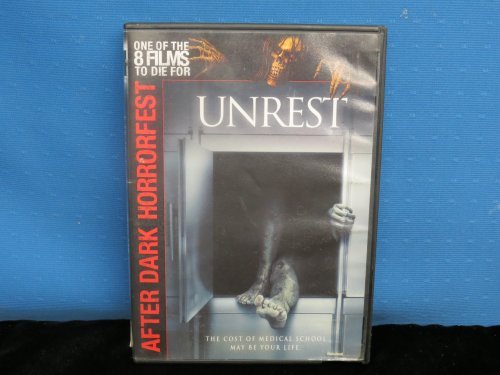 ONE OF THE
8 FILMS
TO DIE FOR
AFTER DARK HORRORFEST
UNREST
THE COST OF MEDICAL SCHOOL
MAY BE YOUR LIFE.